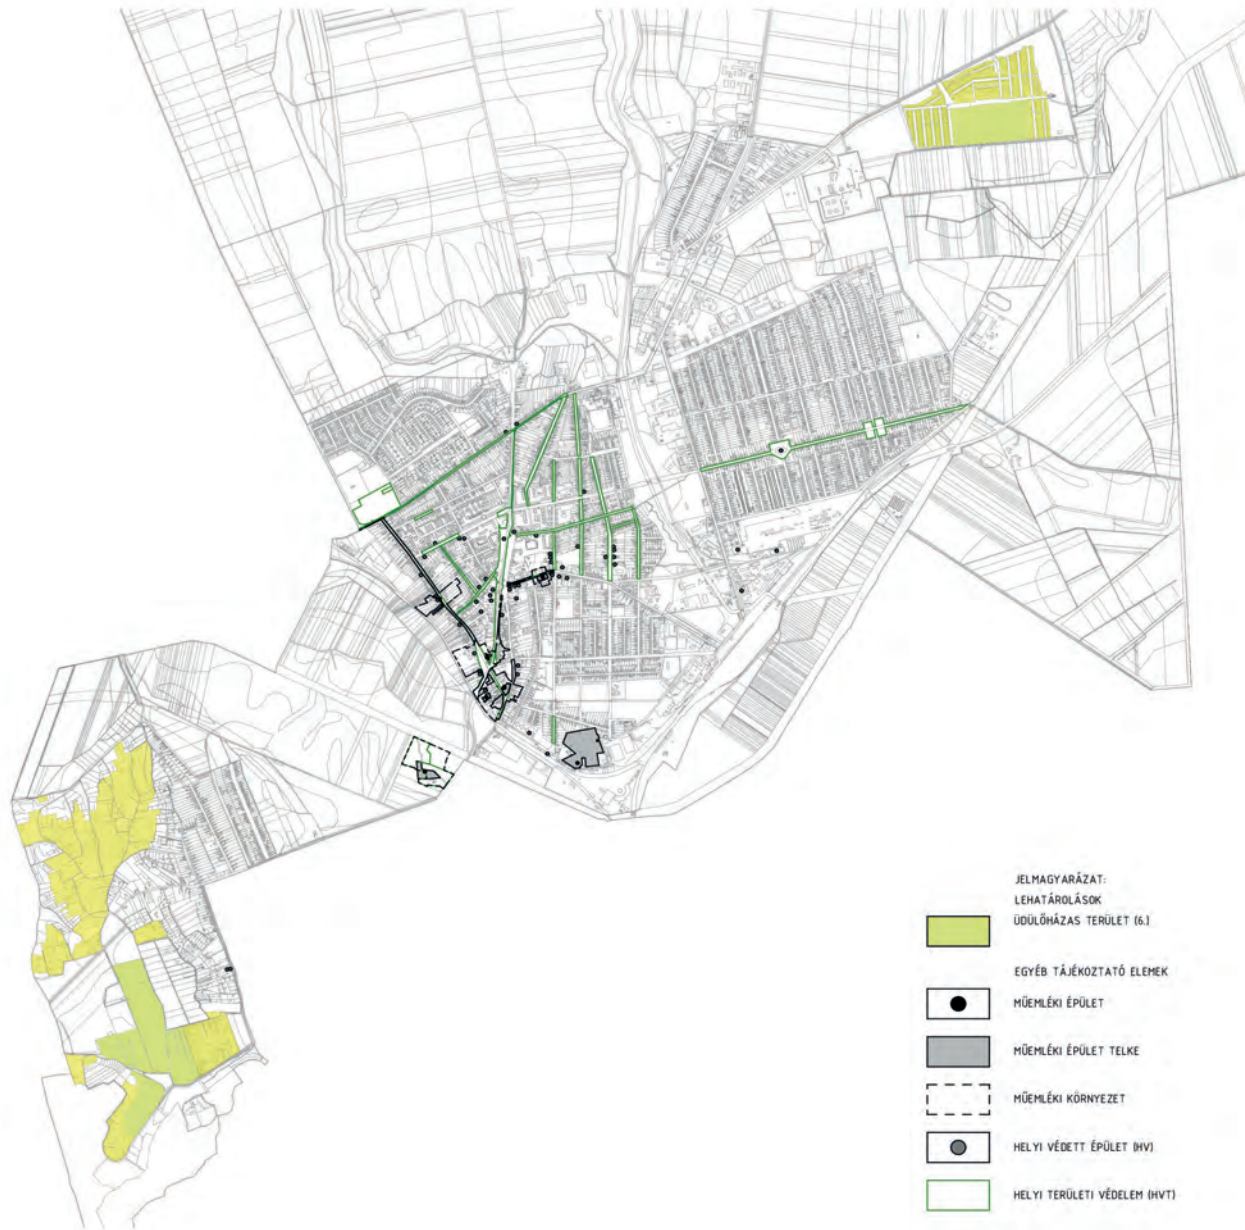 JELMAGYARÁZAT:
LEHATÁROLÁSOK
ÜDÜLŐHÁZAS TERÜLET (6.)
EGYÉB TÁJÉKOZTATÓ ELEMEK
MŰEMLÉKI ÉPÜLET
MŰEMLÉKI ÉPÜLET TELKE
MŰEMLÉKI KÖRNYEZET
HELYI VÉDETT ÉPÜLET (HV)
HELYI TERÜLETI VÉDELEM (HVT)